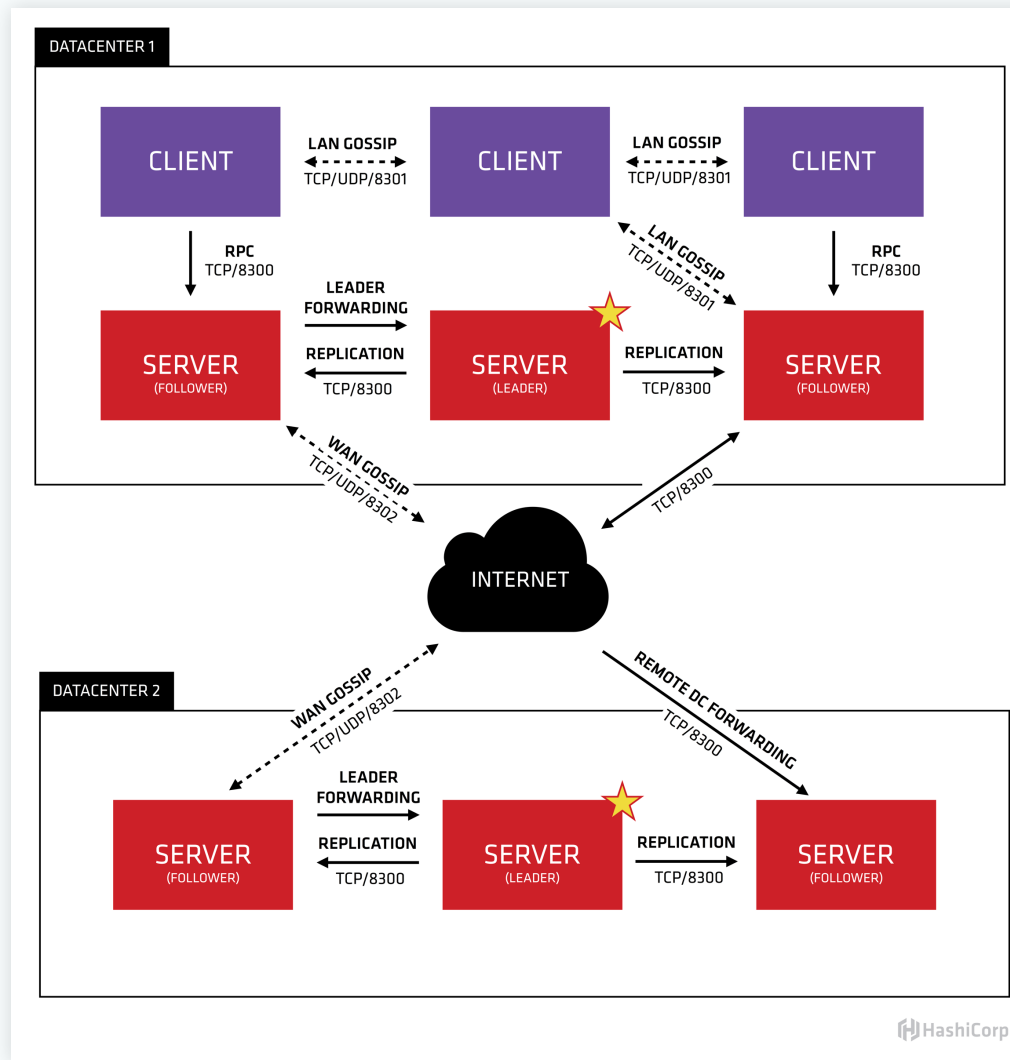 DATACENTER 1
CLIENT
LAN GOSSIP
TCP/UDP/8301
CLIENT
LAN GOSSIP
TCP/UDP/8301
CLIENT
RPC
TCP/8300
LAN GOSSIP
TCP/UDP/8301
RPC
TCP/8300
SERVER
(FOLLOWER)
LEADER
FORWARDING
REPLICATION
TCP/8300
SERVER
(LEADER)
REPLICATION
TCP/8300
SERVER
(FOLLOWER)
WAN GOSSIP
TCP/UDP/8302
TCP/8300
INTERNET
WAN GOSSIP
TCP/UDP/8302
REMOTE DC FORWARDING
TCP/8300
DATACENTER 2
SERVER
(FOLLOWER)
LEADER
FORWARDING
REPLICATION
TCP/8300
SERVER
(LEADER)
REPLICATION
TCP/8300
SERVER
(FOLLOWER)
HashiCorp